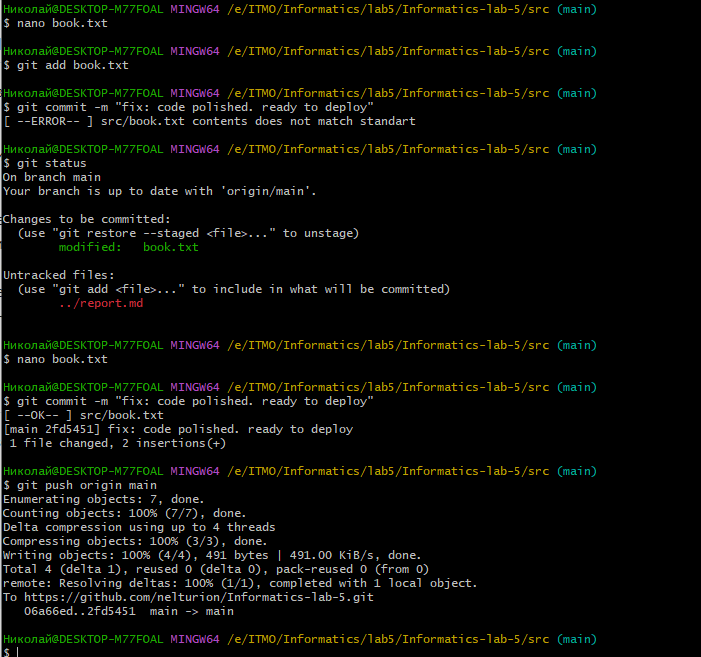 Николай@DESKTOP-M77FOAL MINGW64 /e/ITMO/Informatics/lab5/Informatics-lab-5/src (main)
$ nano book.txt
Николай@DESKTOP-M77FOAL MINGW64 /e/ITMO/Informatics/lab5/Informatics-lab-5/src (main)
$ git add book.txt
Николай@DESKTOP-M77FOAL MINGW64 /e/ITMO/Informatics/lab5/Informatics-lab-5/src (main)
$ git commit -m "fix: code polished. ready to deploy"
[ --ERROR-- ] src/book.txt contents does not match standart
Николай@DESKTOP-M77FOAL MINGW64 /e/ITMO/Informatics/lab5/Informatics-lab-5/src (main)
$ git status
On branch main
Your branch is up to date with 'origin/main'.
Changes to be committed:
  (use "git restore --staged <file>..." to unstage)
        modified:   book.txt
Untracked files:
  (use "git add <file>..." to include in what will be committed)
        ../report.md
Николай@DESKTOP-M77FOAL MINGW64 /e/ITMO/Informatics/lab5/Informatics-lab-5/src (main)
$ nano book.txt
Николай@DESKTOP-M77FOAL MINGW64 /e/ITMO/Informatics/lab5/Informatics-lab-5/src (main)
$ git commit -m "fix: code polished. ready to deploy"
[ --OK-- ] src/book.txt
[main 2fd5451] fix: code polished. ready to deploy
 1 file changed, 2 insertions(+)
Николай@DESKTOP-M77FOAL MINGW64 /e/ITMO/Informatics/lab5/Informatics-lab-5/src (main)
$ git push origin main
Enumerating objects: 7, done.
Counting objects: 100% (7/7), done.
Delta compression using up to 4 threads
Compressing objects: 100% (3/3), done.
Writing objects: 100% (4/4), 491 bytes | 491.00 KiB/s, done.
Total 4 (delta 1), reused 0 (delta 0), pack-reused 0 (from 0)
remote: Resolving deltas: 100% (1/1), completed with 1 local object.
To https://github.com/nelturion/Informatics-lab-5.git
   06a66ed..2fd5451  main -> main
Николай@DESKTOP-M77FOAL MINGW64 /e/ITMO/Informatics/lab5/Informatics-lab-5/src (main)
$